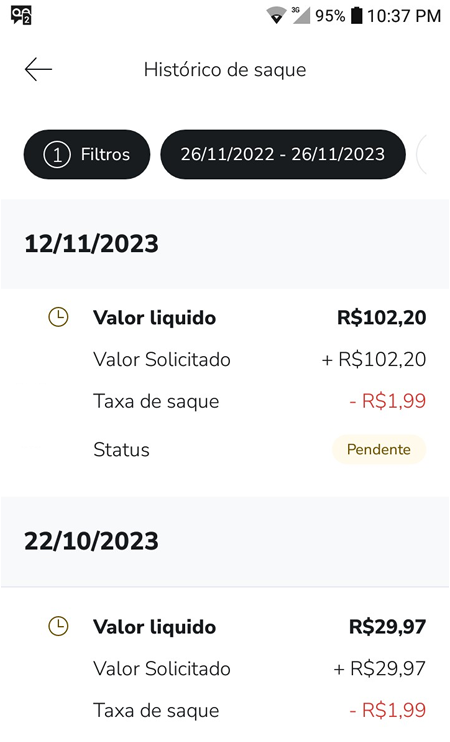 3G 95% 10:37 PM
Histórico de saque
1 Filtros 26/11/2022 - 26/11/2023
12/11/2023
Valor liquido R$102,20
Valor Solicitado + R$102,20
Taxa de saque - R$1,99
Status Pendente
22/10/2023
Valor liquido R$29,97
Valor Solicitado + R$29,97
Taxa de saque - R$1,99